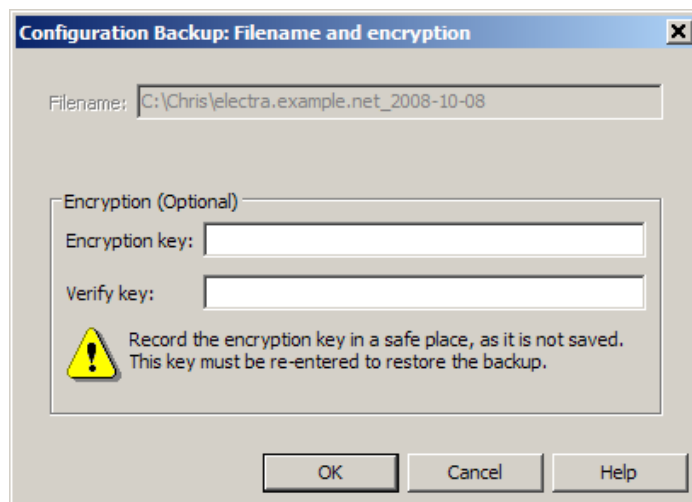 Configuration Backup: Filename and encryption
Filename: C:\Chris\electra.example.net_2008-10-08
Encryption (Optional)
Encryption key:
Verify key:
Record the encryption key in a safe place, as it is not saved.
This key must be re-entered to restore the backup.
OK Cancel Help